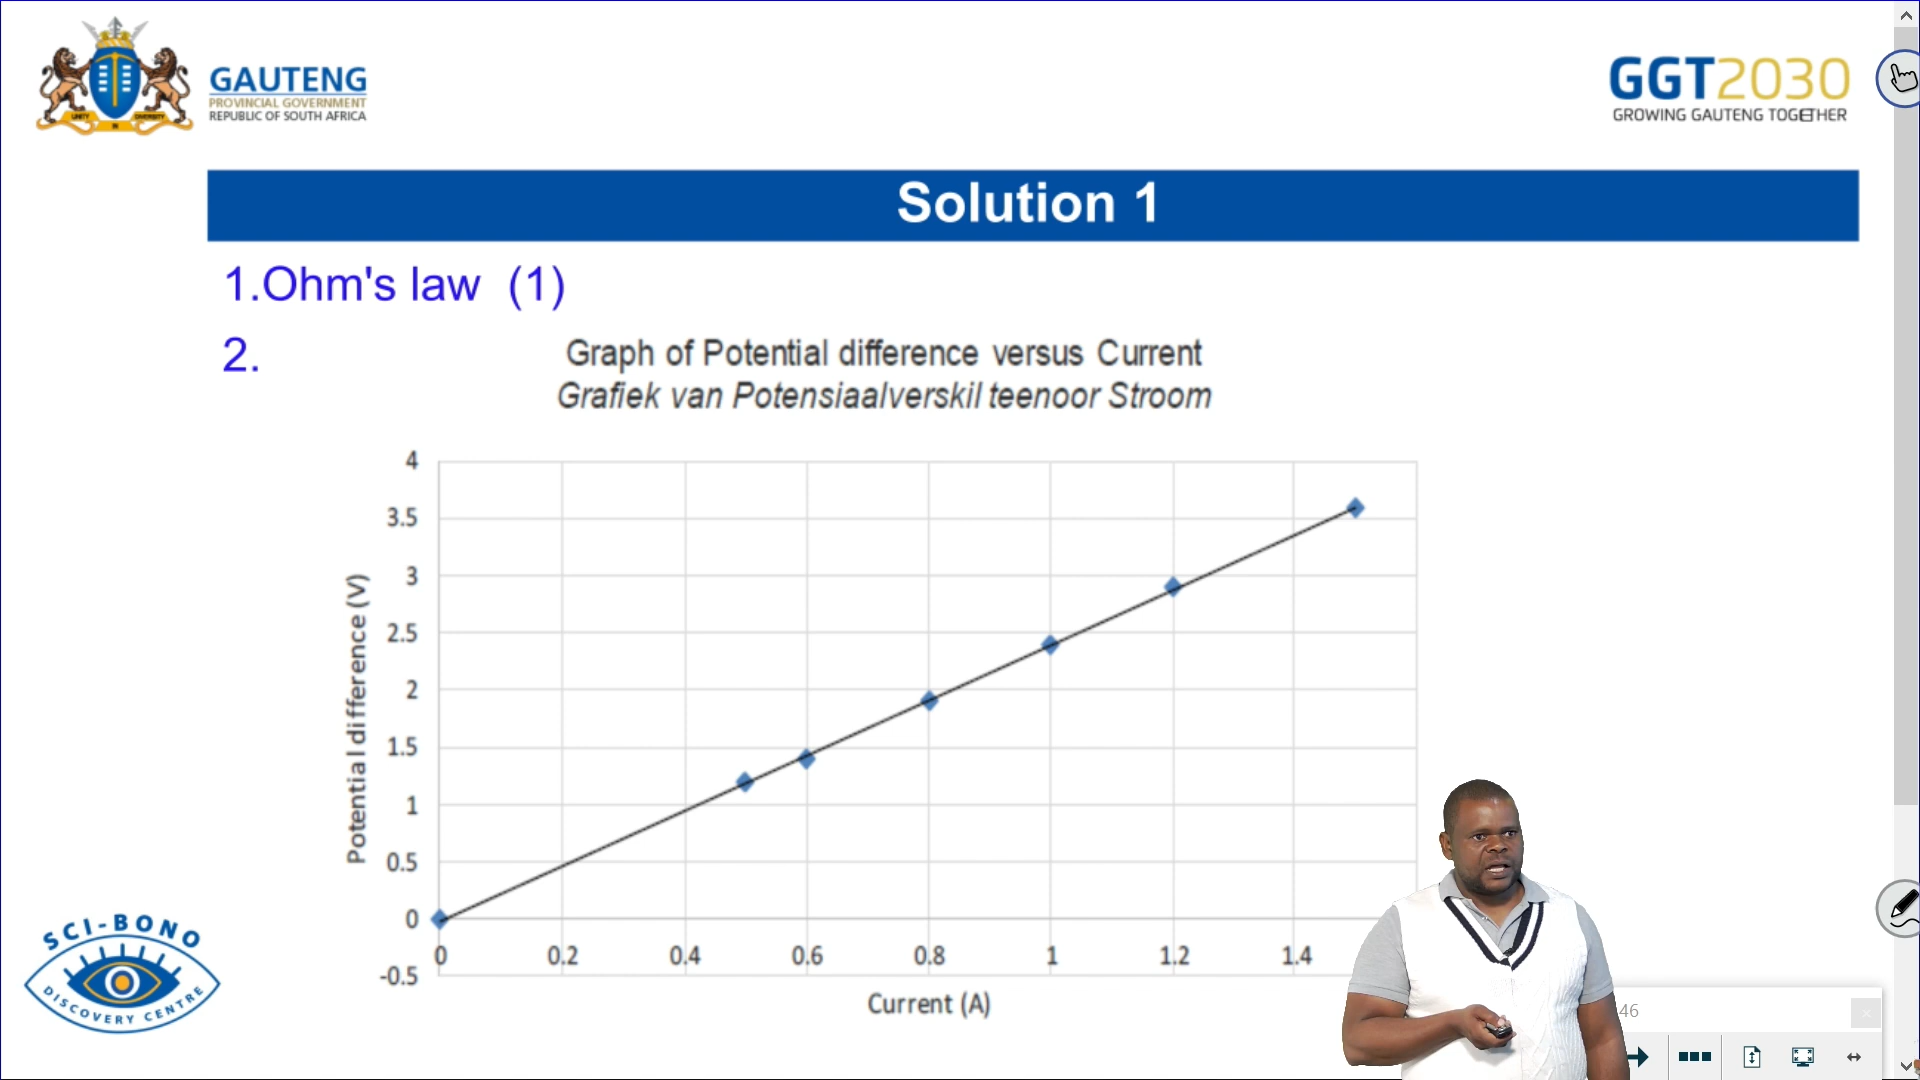 GAUTENG
PROVINCIAL GOVERNMENT
REPUBLIC OF SOUTH AFRICA
UNITY IN DIVERSITY
GGT2030
GROWING GAUTENG TOGETHER
Solution 1
1.Ohm's law (1)
2.
Graph of Potential difference versus Current
Grafiek van Potensiaalverskil teenoor Stroom
4
3.5
3
2.5
2
1.5
1
0.5
0
-0.5
Potential difference (V)
0 0.2 0.4 0.6 0.8 1 1.2 1.4
Current (A)
SCI-BONO
DISCOVERY CENTRE
46